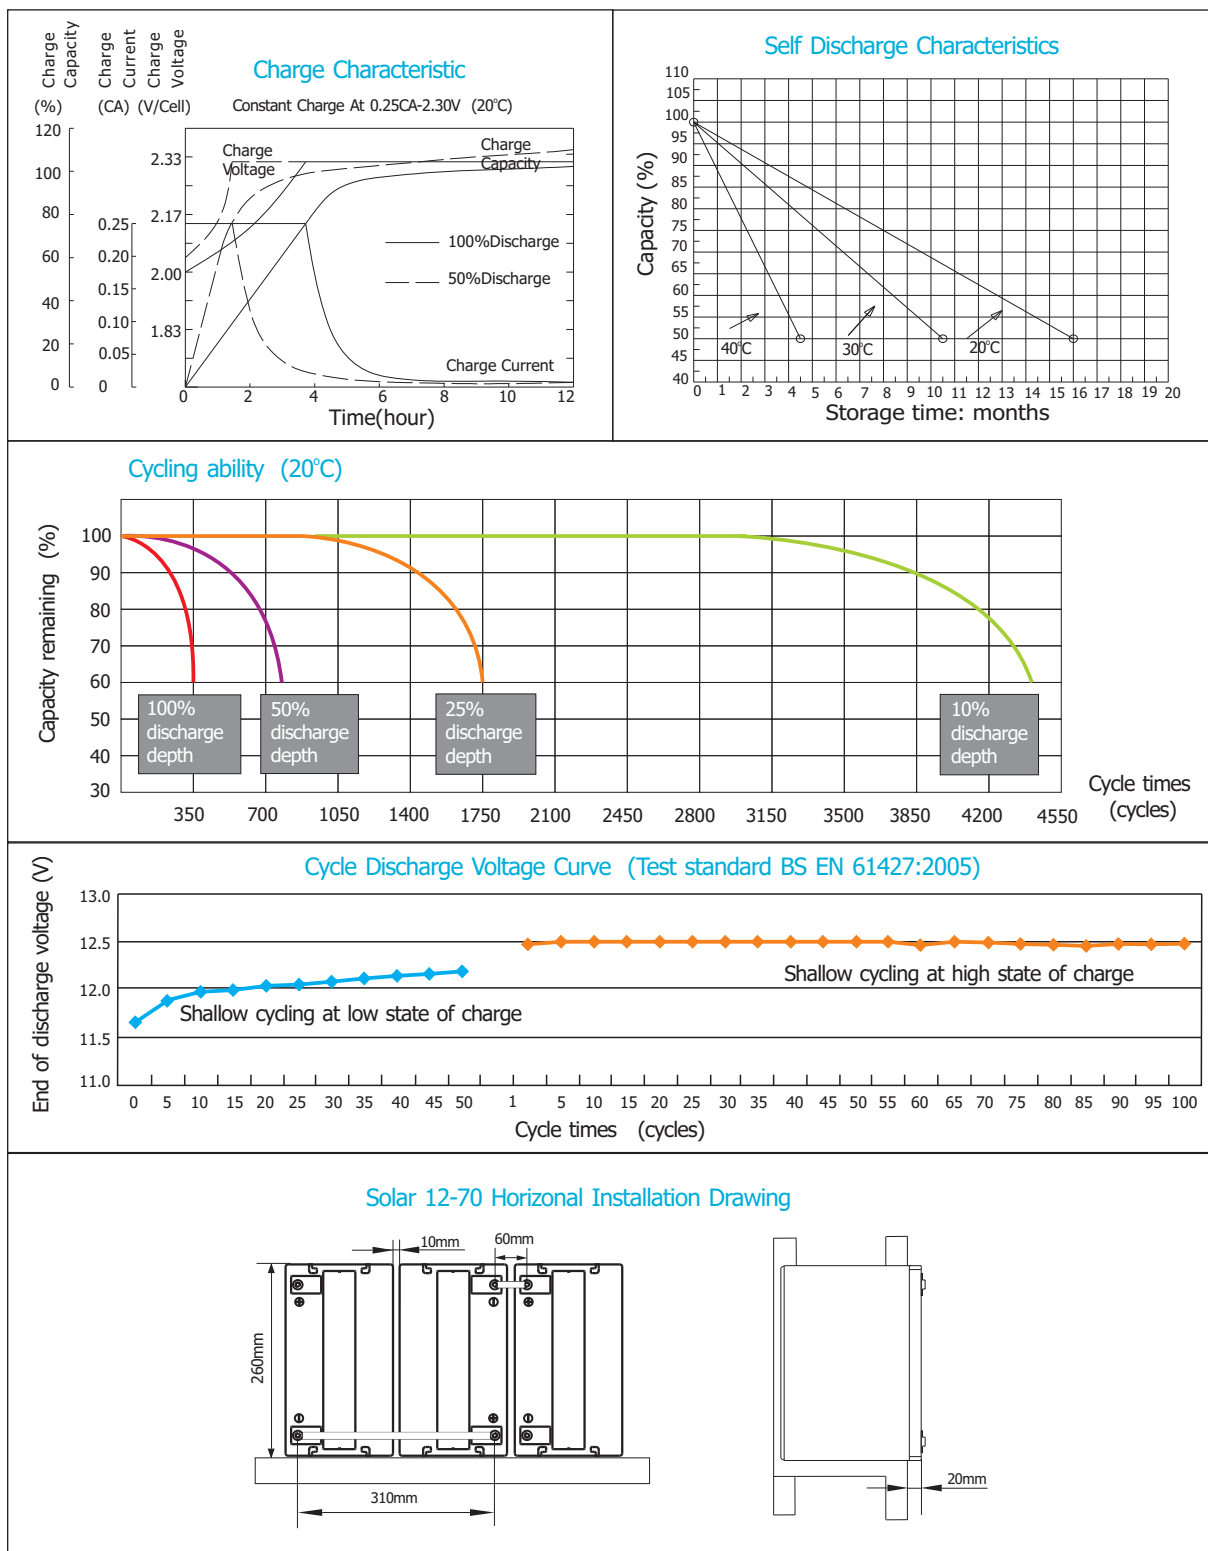 Charge Capacity
Charge Current
Charge Voltage
Charge Characteristic
(%) (CA) (V/Cell)
Constant Charge At 0.25CA-2.30V (20°C)
120
100
80
60
40
20
0
0.25
0.20
0.15
0.10
0.05
0
2.33
2.17
2.00
1.83
Charge
Voltage
Charge
Capacity
100%Discharge
50%Discharge
Charge Current
0 2 4 6 8 10 12
Time(hour)
Self Discharge Characteristics
Capacity (%)
110
105
100
95
90
85
80
75
70
65
60
55
50
45
40
40°C
30°C
20°C
0 1 2 3 4 5 6 7 8 9 10 11 12 13 14 15 16 17 18 19 20
Storage time: months
Cycling ability (20°C)
Capacity remaining (%)
100
90
80
70
60
50
40
30
100%
discharge
depth
50%
discharge
depth
25%
discharge
depth
10%
discharge
depth
350 700 1050 1400 1750 2100 2450 2800 3150 3500 3850 4200 4550
Cycle times
(cycles)
Cycle Discharge Voltage Curve (Test standard BS EN 61427:2005)
End of discharge voltage (V)
13.0
12.5
12.0
11.5
11.0
Shallow cycling at low state of charge
Shallow cycling at high state of charge
0 5 10 15 20 25 30 35 40 45 50 1 5 10 15 20 25 30 35 40 45 50 55 60 65 70 75 80 85 90 95 100
Cycle times (cycles)
Solar 12-70 Horizonal Installation Drawing
10mm
60mm
260mm
310mm
20mm